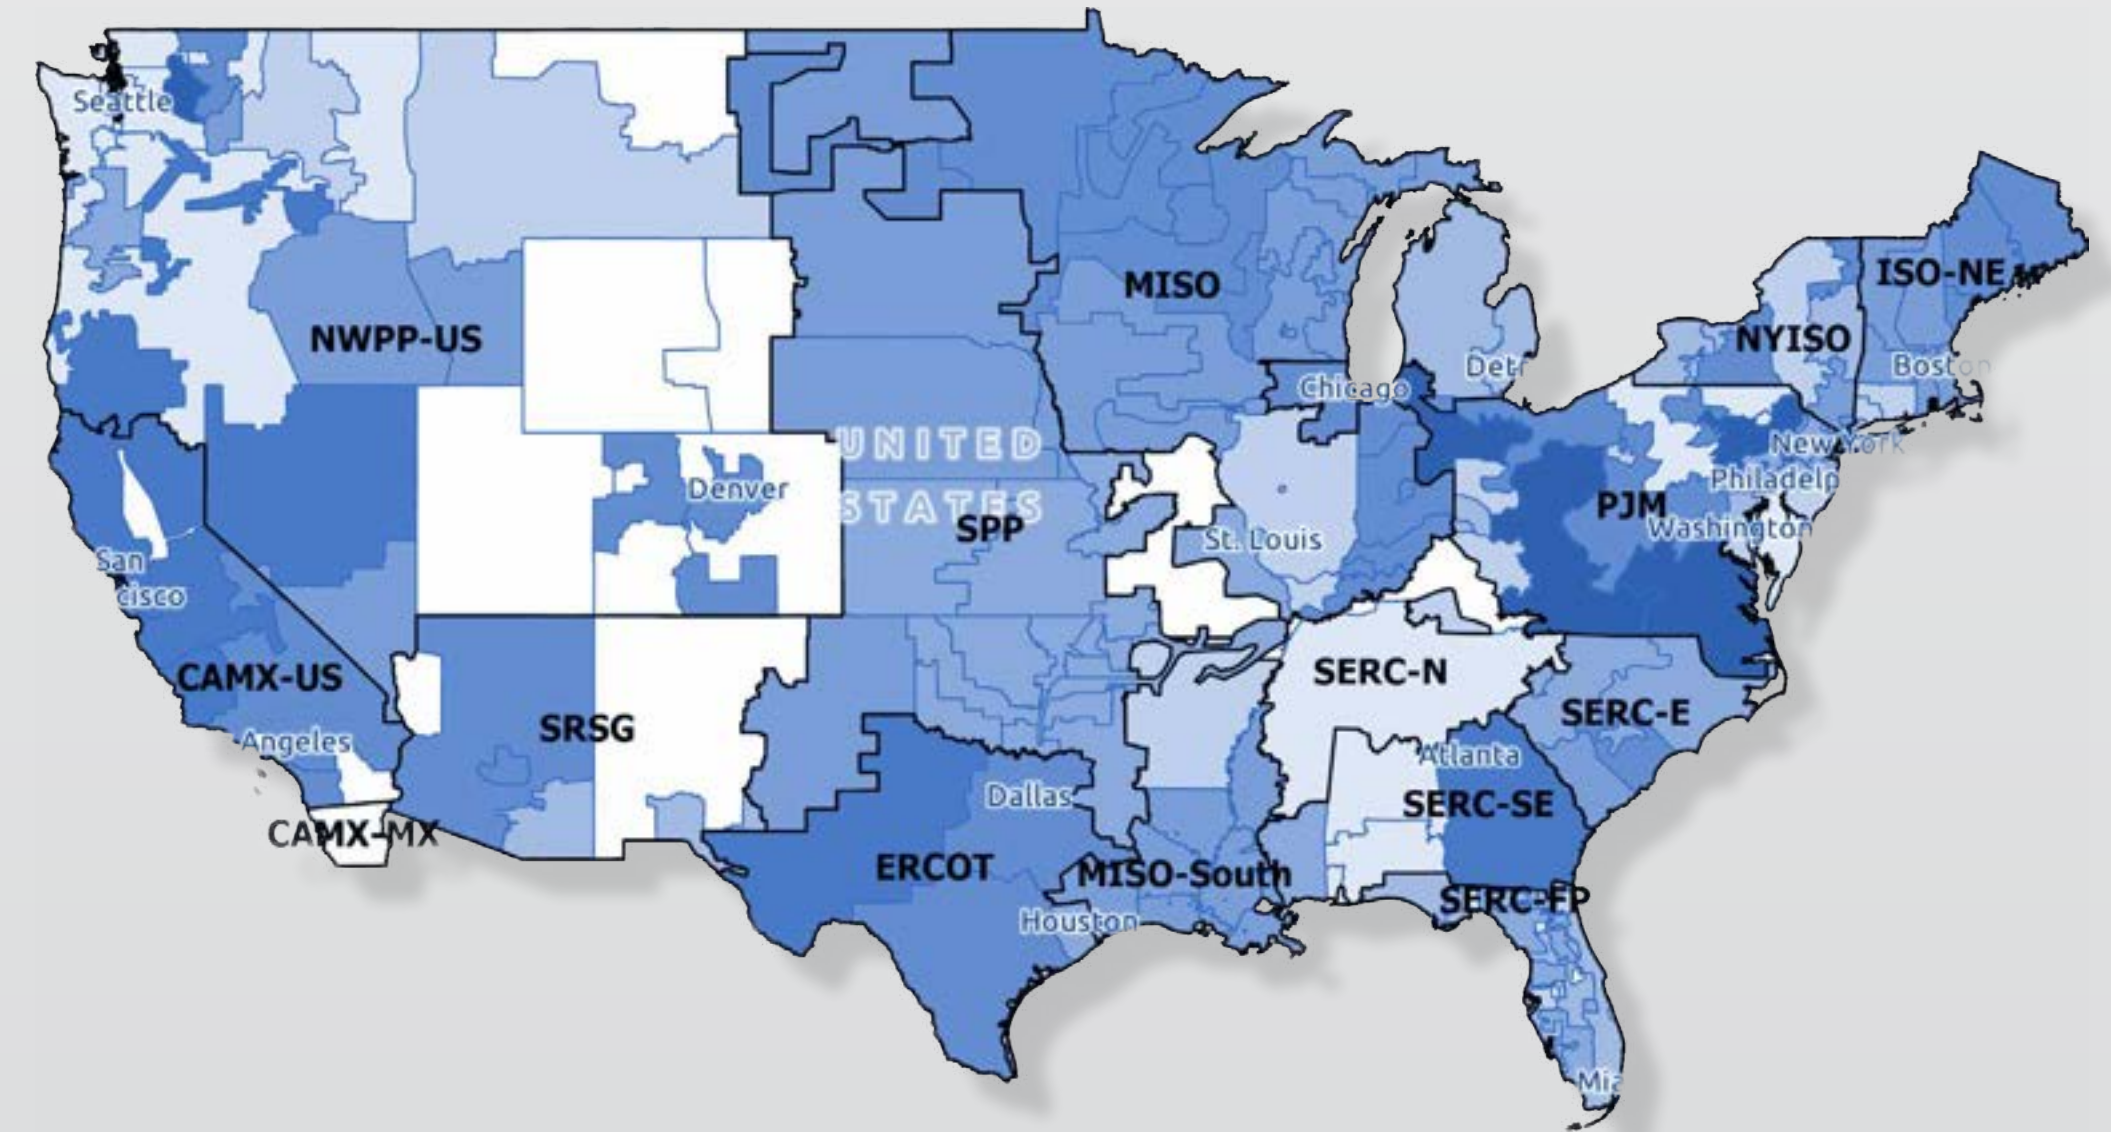 Seattle
MISO
ISO-NE
NWPP-US
NYISO
Detr
Boston
Chicago
UNITED
New York
Denver
Philadelp
STATES
PJM
SPP
Washington
St. Louis
San
cisco
SERC-N
CAMX-US
SERC-E
SRSG
Angeles
Atlanta
Dallas
SERC-SE
CAMX-MX
ERCOT
MISO-South
SERC-FP
Houston
Mia